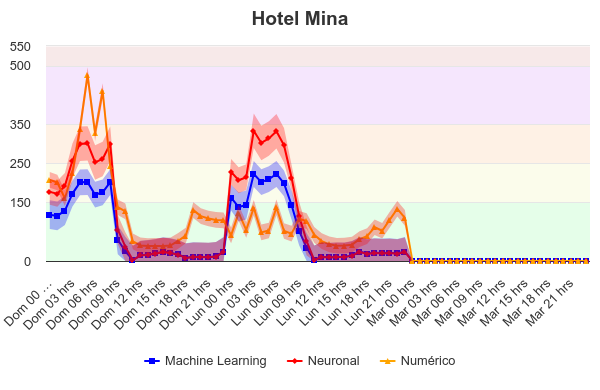 Hotel Mina
550
500
350
250
150
0
Dom 00 ...
Dom 03 hrs
Dom 06 hrs
Dom 09 hrs
Dom 12 hrs
Dom 15 hrs
Dom 18 hrs
Dom 21 hrs
Lun 00 hrs
Lun 03 hrs
Lun 06 hrs
Lun 09 hrs
Lun 12 hrs
Lun 15 hrs
Lun 18 hrs
Lun 21 hrs
Mar 00 hrs
Mar 03 hrs
Mar 06 hrs
Mar 09 hrs
Mar 12 hrs
Mar 15 hrs
Mar 18 hrs
Mar 21 hrs
Machine Learning Neuronal Numérico